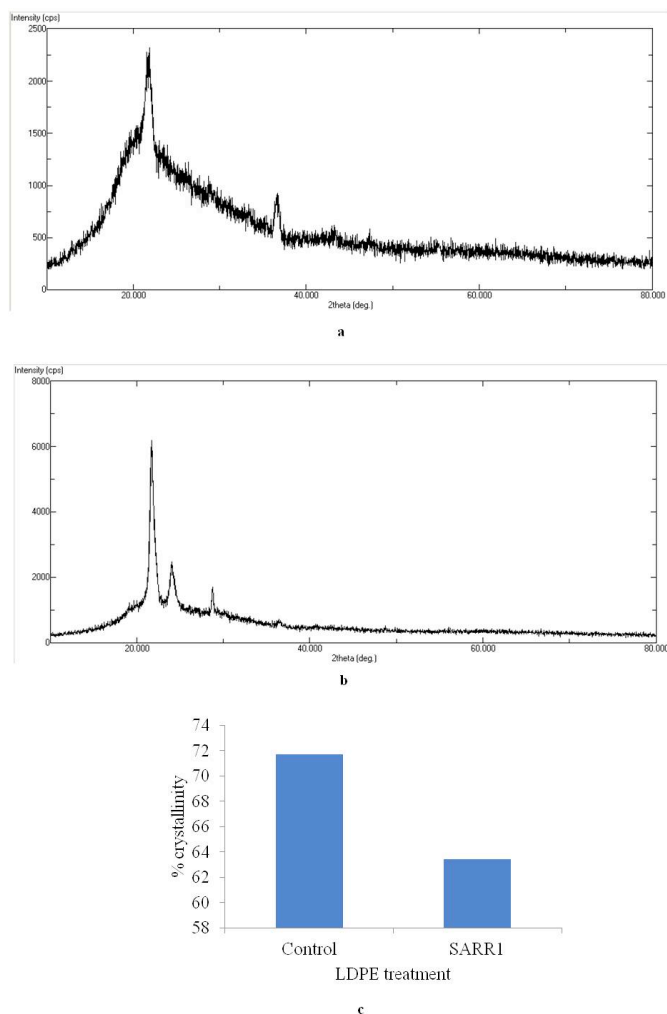 Intensity (cps)
2500
2000
1500
1000
500
0
20.000 40.000 60.000 80.000
2theta (deg.)
a
Intensity (cps)
8000
6000
4000
2000
0
20.000 40.000 60.000 80.000
2theta (deg.)
b
74
72
70
68
66
64
62
60
58
% crystallinity
Control SARR1
LDPE treatment
c